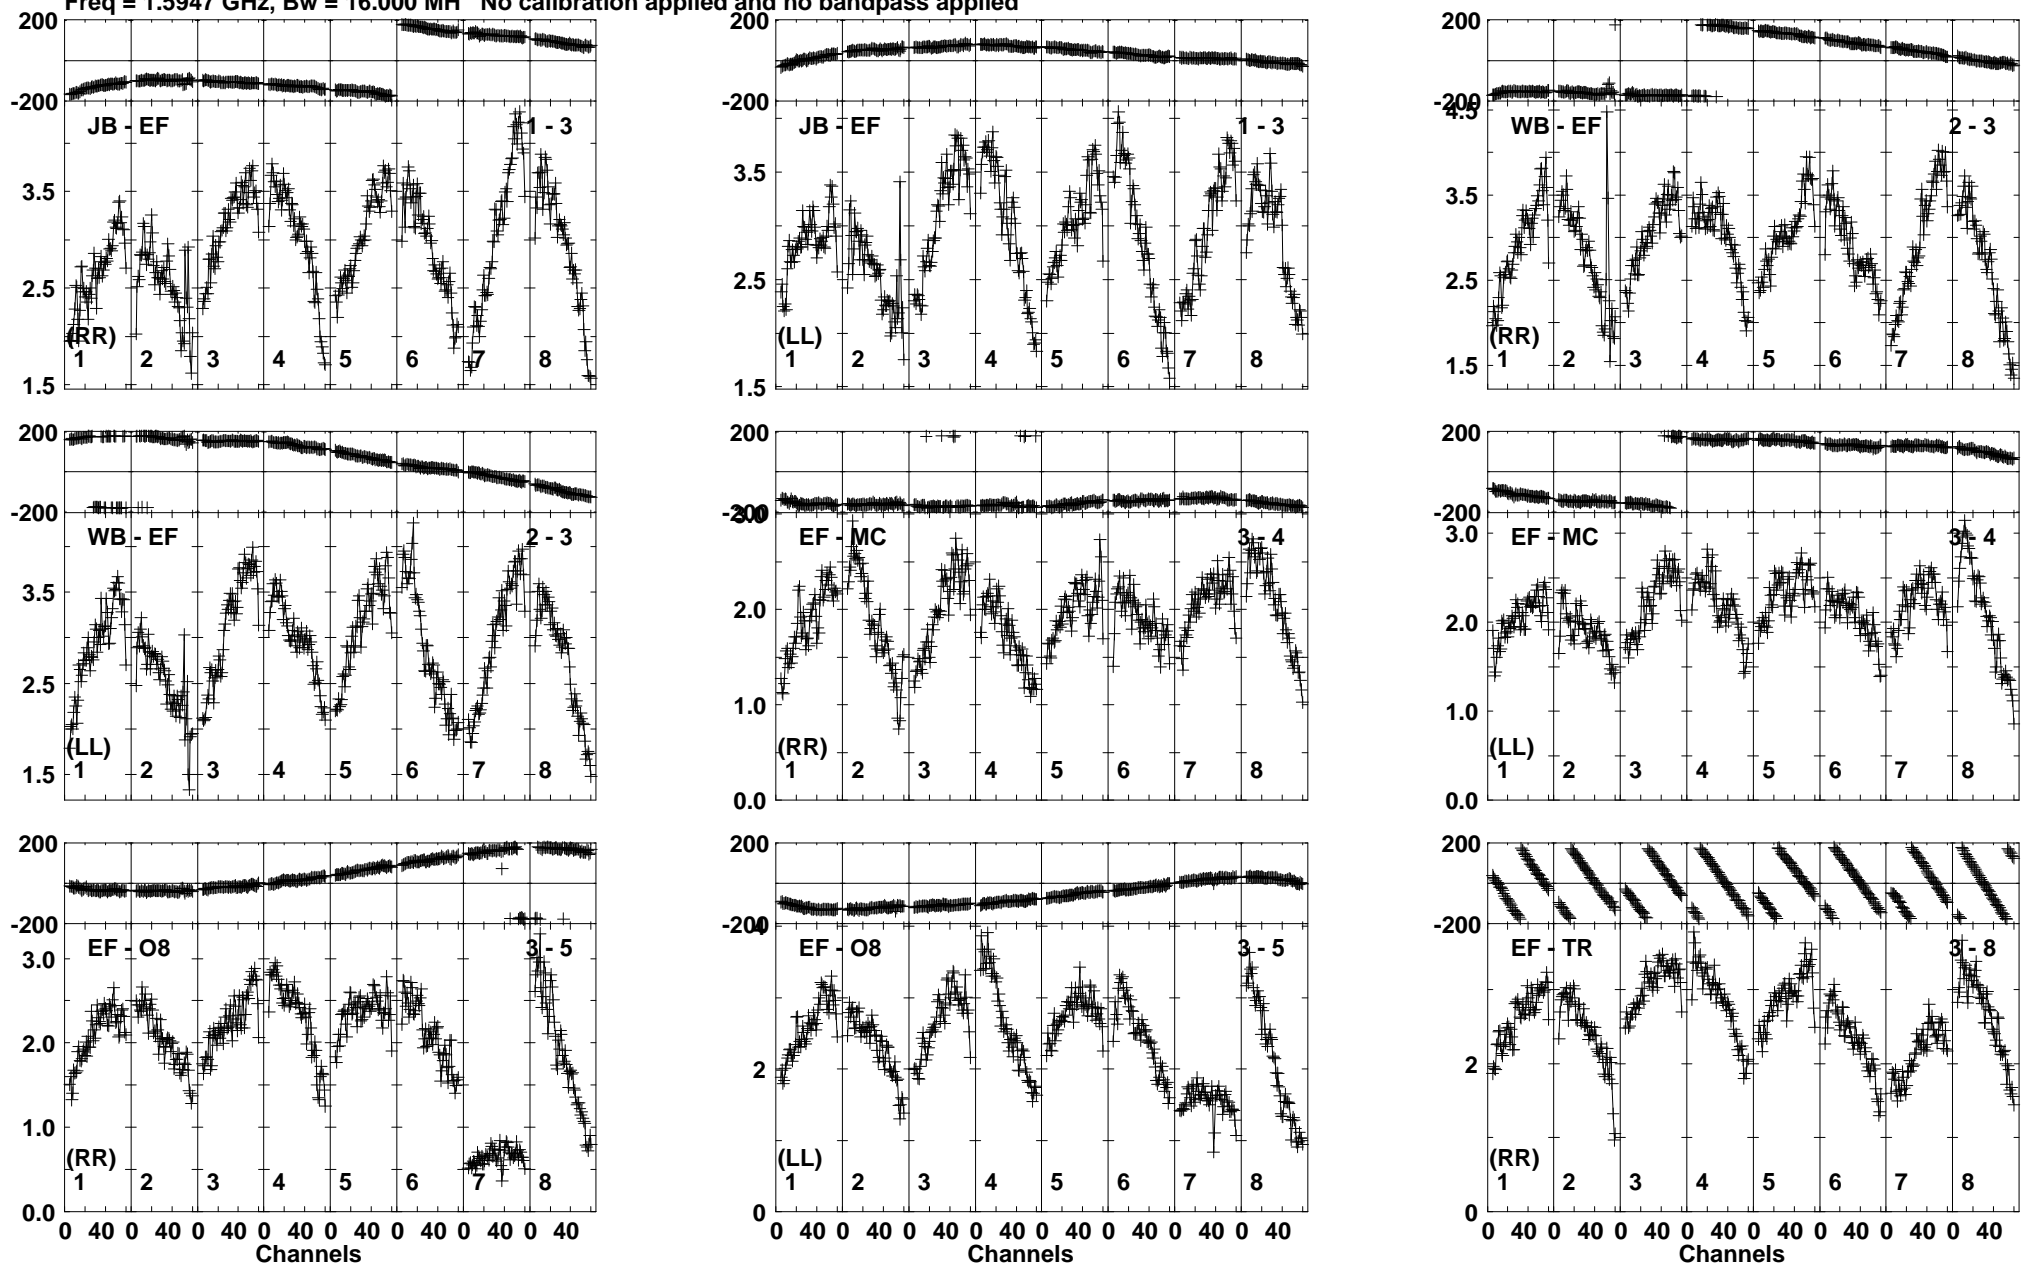 Freq = 1.5947 GHz, Bw = 16.000 MH No calibration applied and no bandpass applied
200 200 200
-200 -200 -200
JB - EF 1 - 3 JB - EF 1 - 3 4.5 WB - EF 2 - 3
3.5 3.5 3.5
2.5 2.5 2.5
(RR) (LL) (RR)
1 2 3 4 5 6 7 8 1 2 3 4 5 6 7 8 1 2 3 4 5 6 7 8
1.5 1.5 1.5
200 200 200
-200 -200 -200
WB - EF 2 - 3 3.0 EF - MC 3 - 4 EF - MC 3 - 4
3.5 2.0 3.0
2.5 1.0 2.0
1.5 0.0 1.0
(LL) (RR) (LL)
1 2 3 4 5 6 7 8 1 2 3 4 5 6 7 8 1 2 3 4 5 6 7 8
0.0
200 200 200
-200 -200 -200
EF - O8 3 - 5 4 EF - O8 3 - 5 EF - TR 3 - 8
3.0
2.0 2 2
1.0
(RR) (LL) (RR)
1 2 3 4 5 6 7 8 1 2 3 4 5 6 7 8 1 2 3 4 5 6 7 8
0.0 0 0
0 40 0 40 0 40 0 40 0 40 0 40 0 40 0 40 0 40 0 40 0 40 0 40 0 40 0 40 0 40 0 40 0 40 0 40 0 40 0 40 0 40 0 40 0 40 0 40
Channels Channels Channels